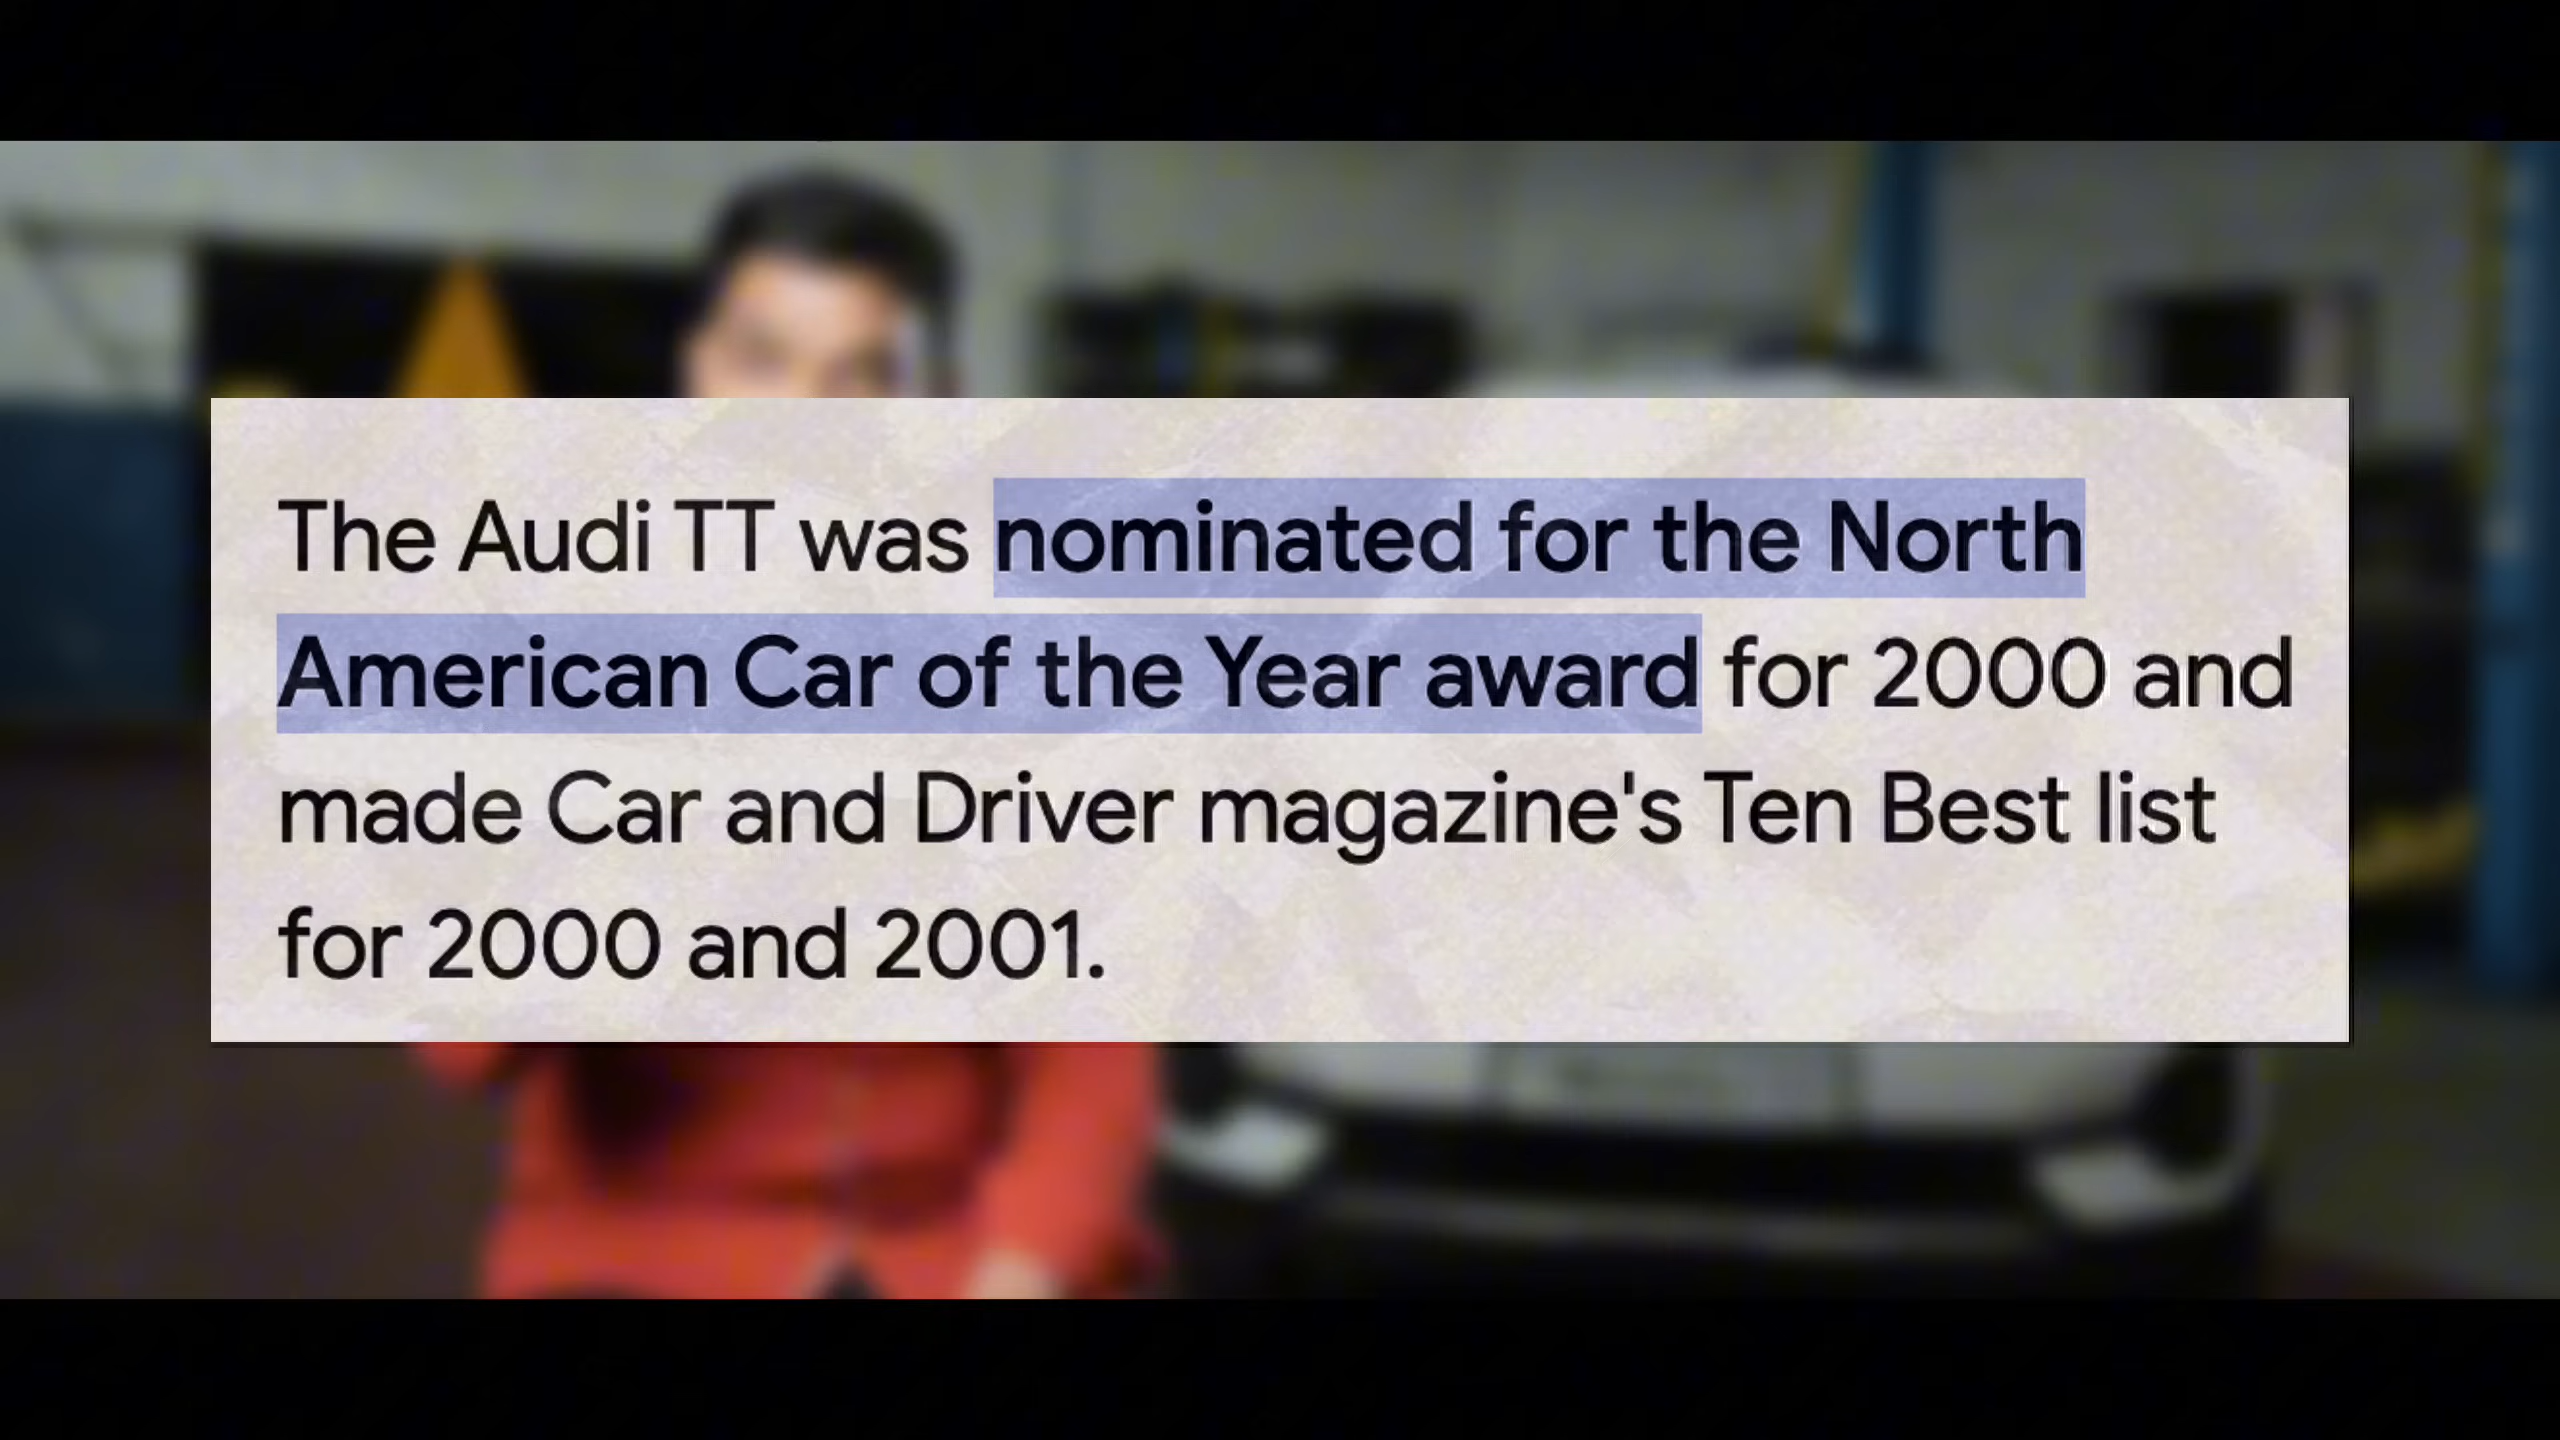 The Audi TT was nominated for the North
American Car of the Year award for 2000 and
made Car and Driver magazine's Ten Best list
for 2000 and 2001.